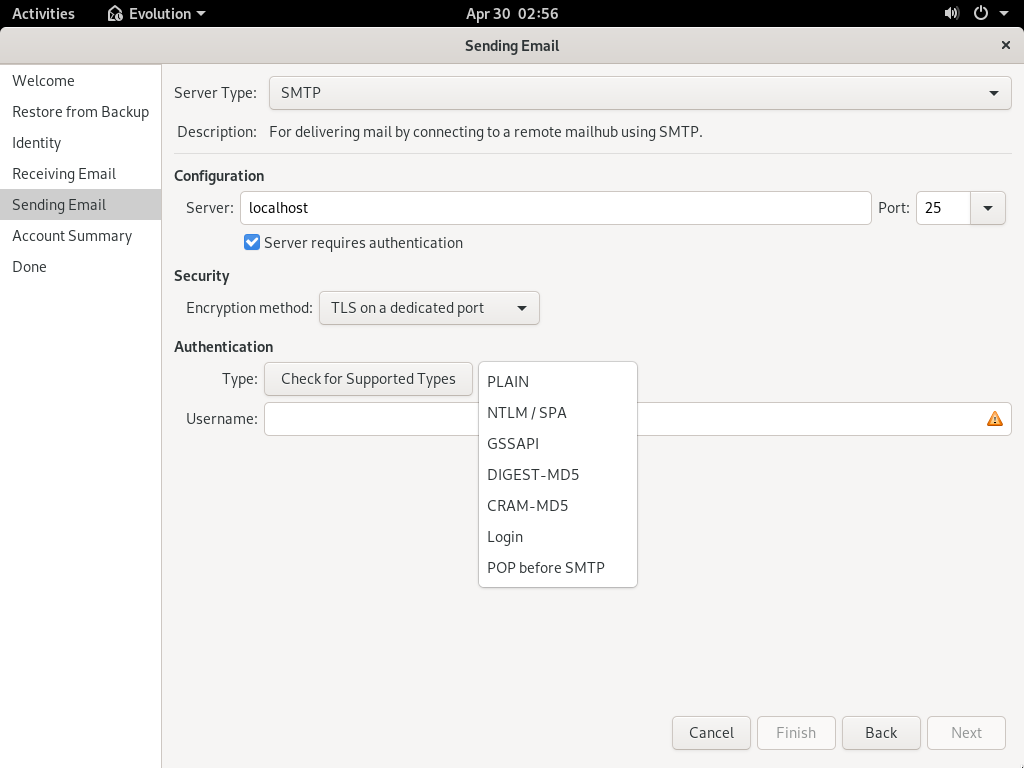 Activities
Evolution
Apr 30 02:56
Sending Email
Welcome
Restore from Backup
Identity
Receiving Email
Sending Email
Account Summary
Done
Server Type: SMTP
Description: For delivering mail by connecting to a remote mailhub using SMTP.
Configuration
Server: localhost Port: 25
Server requires authentication
Security
Encryption method: TLS on a dedicated port
Authentication
Type: Check for Supported Types
Username:
PLAIN
NTLM / SPA
GSSAPI
DIGEST-MD5
CRAM-MD5
Login
POP before SMTP
Cancel Finish Back Next